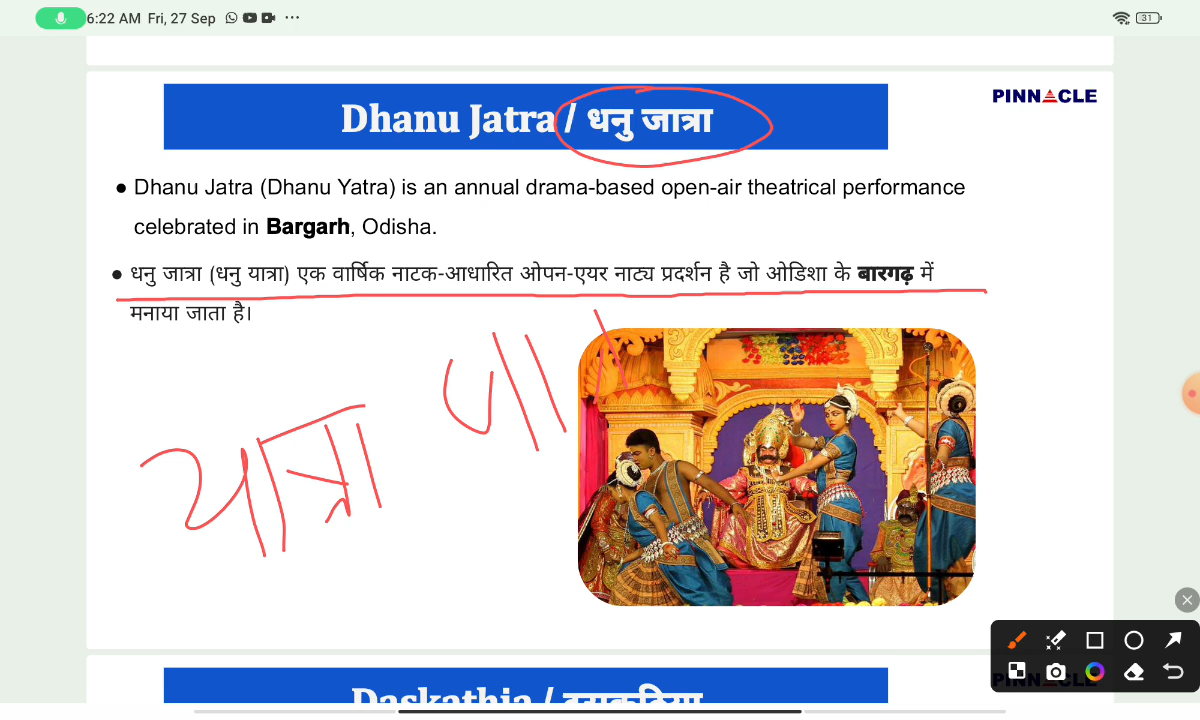 6:22 AM Fri, 27 Sep
31
Dhanu Jatra / धनु जात्रा
PINNACLE
● Dhanu Jatra (Dhanu Yatra) is an annual drama-based open-air theatrical performance
celebrated in Bargarh, Odisha.
● धनु जात्रा (धनु यात्रा) एक वार्षिक नाटक-आधारित ओपन-एयर नाट्य प्रदर्शन है जो ओडिशा के बारगढ़ में
मनाया जाता है।
यात्रा
Daskathia / दासकठिया
PINNACLE